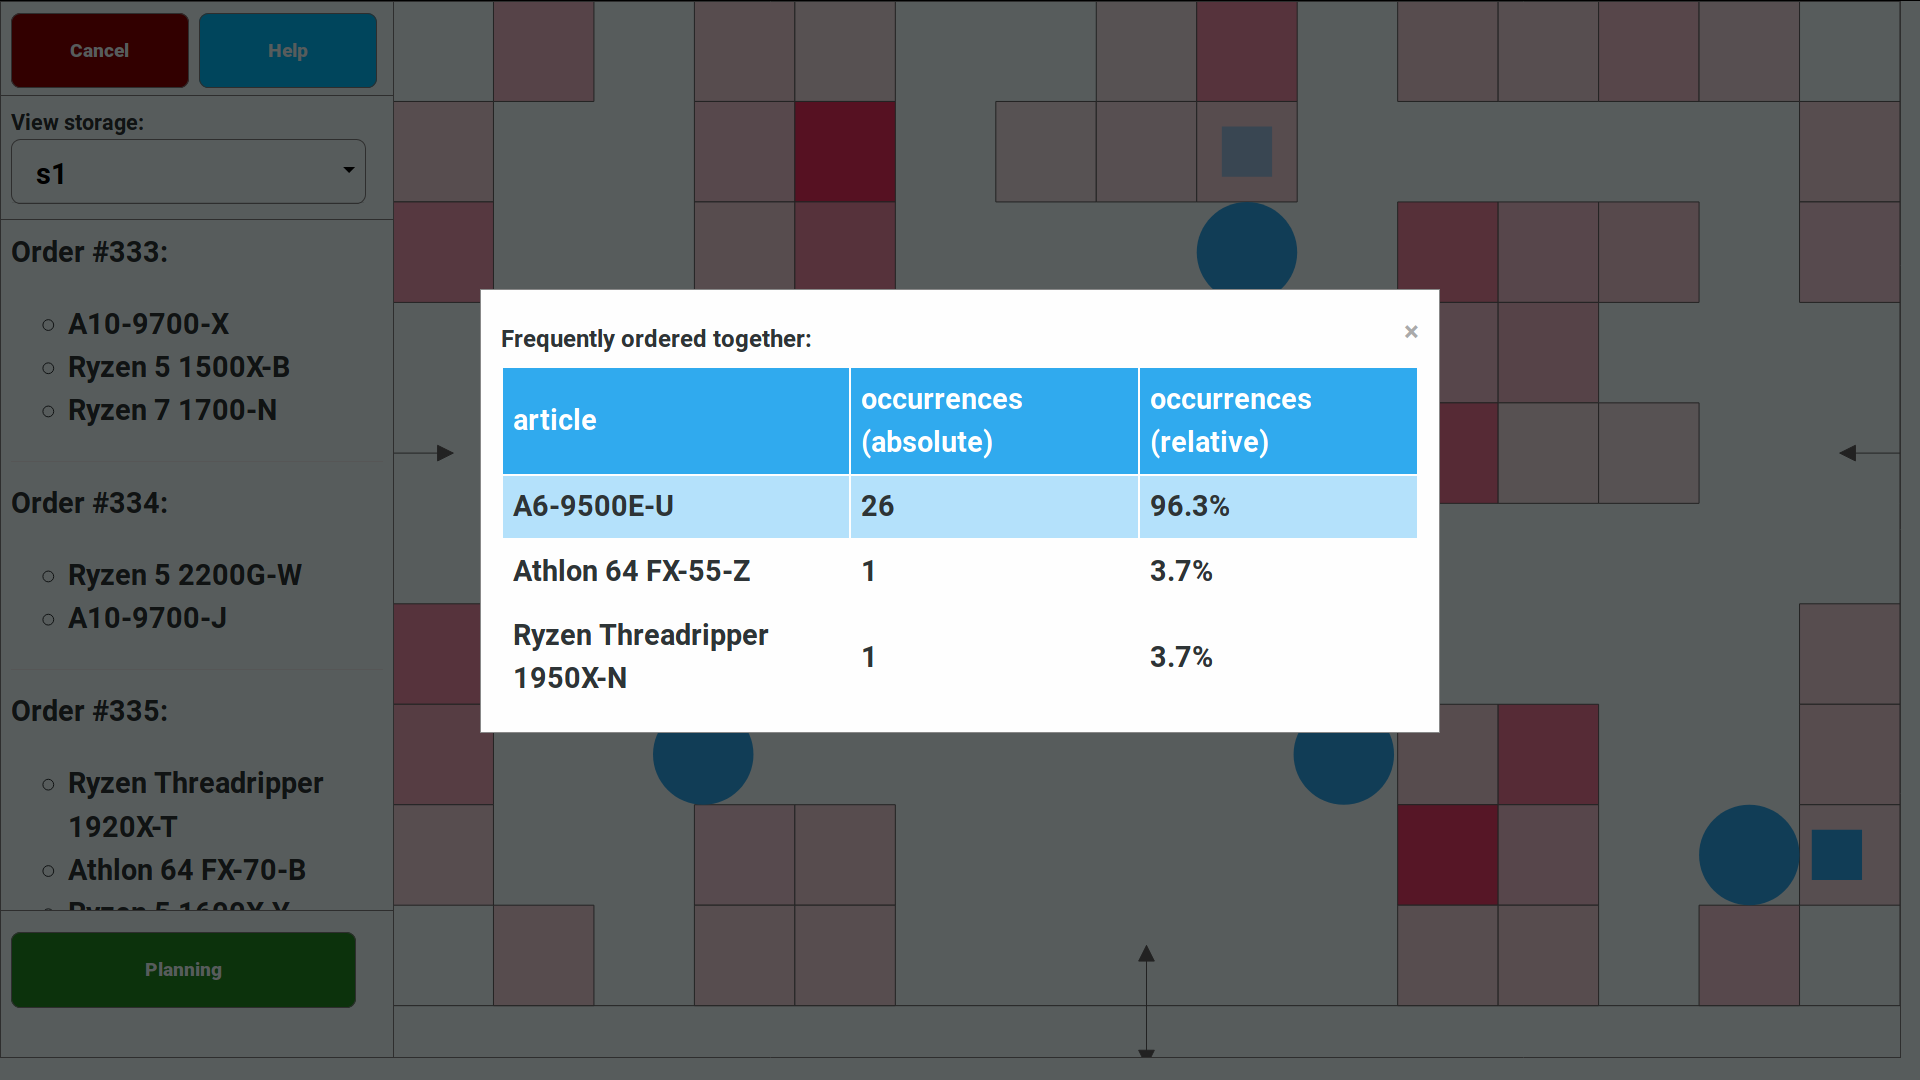 Cancel
Help
View storage:
s1
Order #333:
A10-9700-X
Ryzen 5 1500X-B
Ryzen 7 1700-N
Order #334:
Ryzen 5 2200G-W
A10-9700-J
Order #335:
Ryzen Threadripper
1920X-T
Athlon 64 FX-70-B
Ryzen 5
Planning
Frequently ordered together:
×
article
occurrences
(absolute)
occurrences
(relative)
A6-9500E-U
26
96.3%
Athlon 64 FX-55-Z
1
3.7%
Ryzen Threadripper
1950X-N
1
3.7%